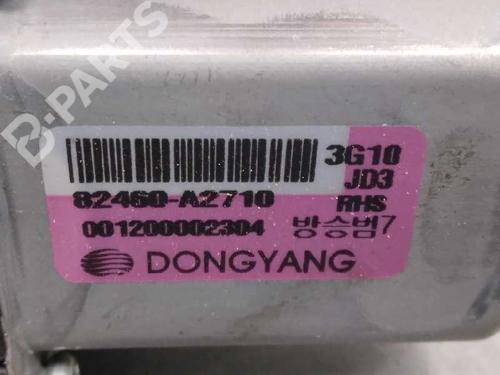 B-PARTS
3G10
JD3
82460-A2710
RHS
001200002304
방승범7
DONGYANG